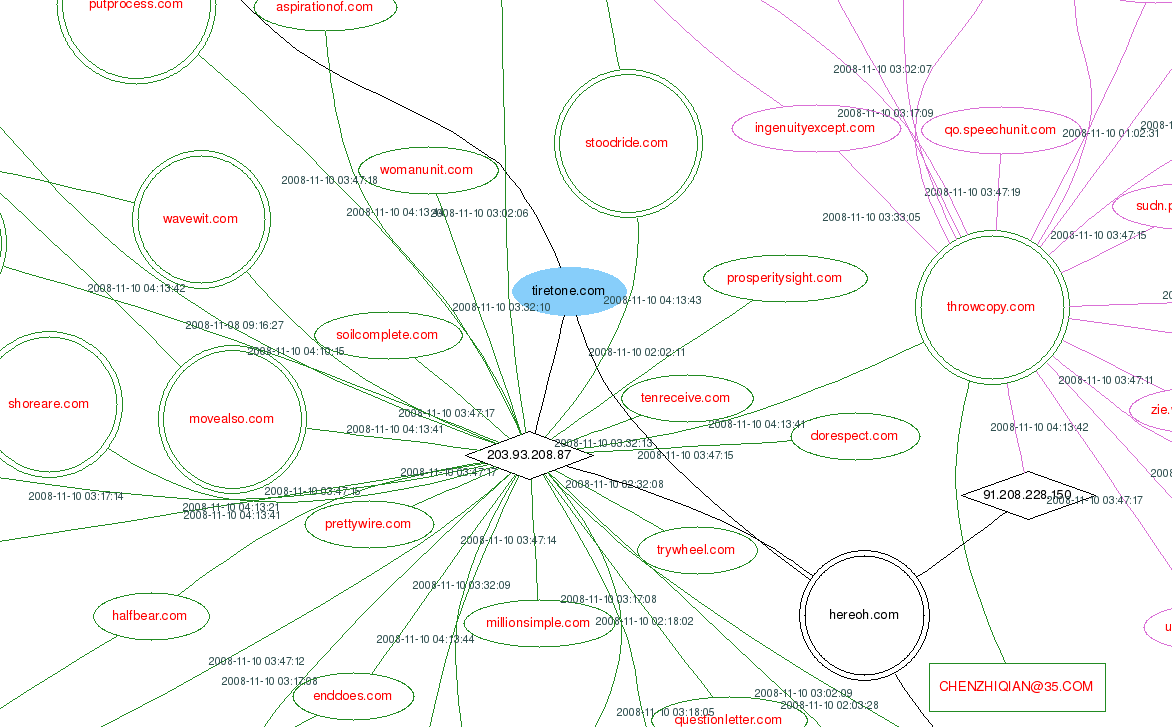 putprocess.com
aspirationof.com
2008-11-10 03:02:07
2008-11-10 03:17:09
ingenuityexcept.com
qo.speechunit.com
2008-11-10 01:02:31
stoodride.com
womanunit.com
2008-11-10 03:47:18
2008-11-10 03:47:19
wavewit.com
2008-11-10 03:02:06
2008-11-10 03:33:05
2008-11-10 03:47:15
prosperitysight.com
tiretone.com
2008-11-10 04:13:42
2008-11-10 04:13:43
2008-11-10 03:32:10
throwcopy.com
2008-11-08 09:16:27
soilcomplete.com
2008-11-10 04:10:15
2008-11-10 02:02:11
2008-11-10 03:47:11
shoreare.com
movealso.com
tenreceive.com
2008-11-10 03:47:17
2008-11-10 04:13:41
2008-11-10 04:13:41
2008-11-10 04:13:42
dorespect.com
2008-11-10 03:32:13
203.93.208.87
2008-11-10 03:47:15
2008-11-10 03:47:17
2008-11-10 02:32:08
2008-11-10 03:47:15
2008-11-10 03:17:14
91.208.228.150
2008-11-10 03:47:17
2008-11-10 04:13:21
2008-11-10 04:13:41
prettywire.com
2008-11-10 03:47:14
trywheel.com
2008-11-10 03:32:09
2008-11-10 03:17:08
halfbear.com
hereoh.com
millionsimple.com
2008-11-10 02:18:02
2008-11-10 04:13:44
2008-11-10 03:47:12
2008-11-10 03:17:08
enddoes.com
CHENZHIQIAN@35.COM
2008-11-10 03:02:09
2008-11-10 02:03:28
2008-11-10 03:18:05
questionletter.com